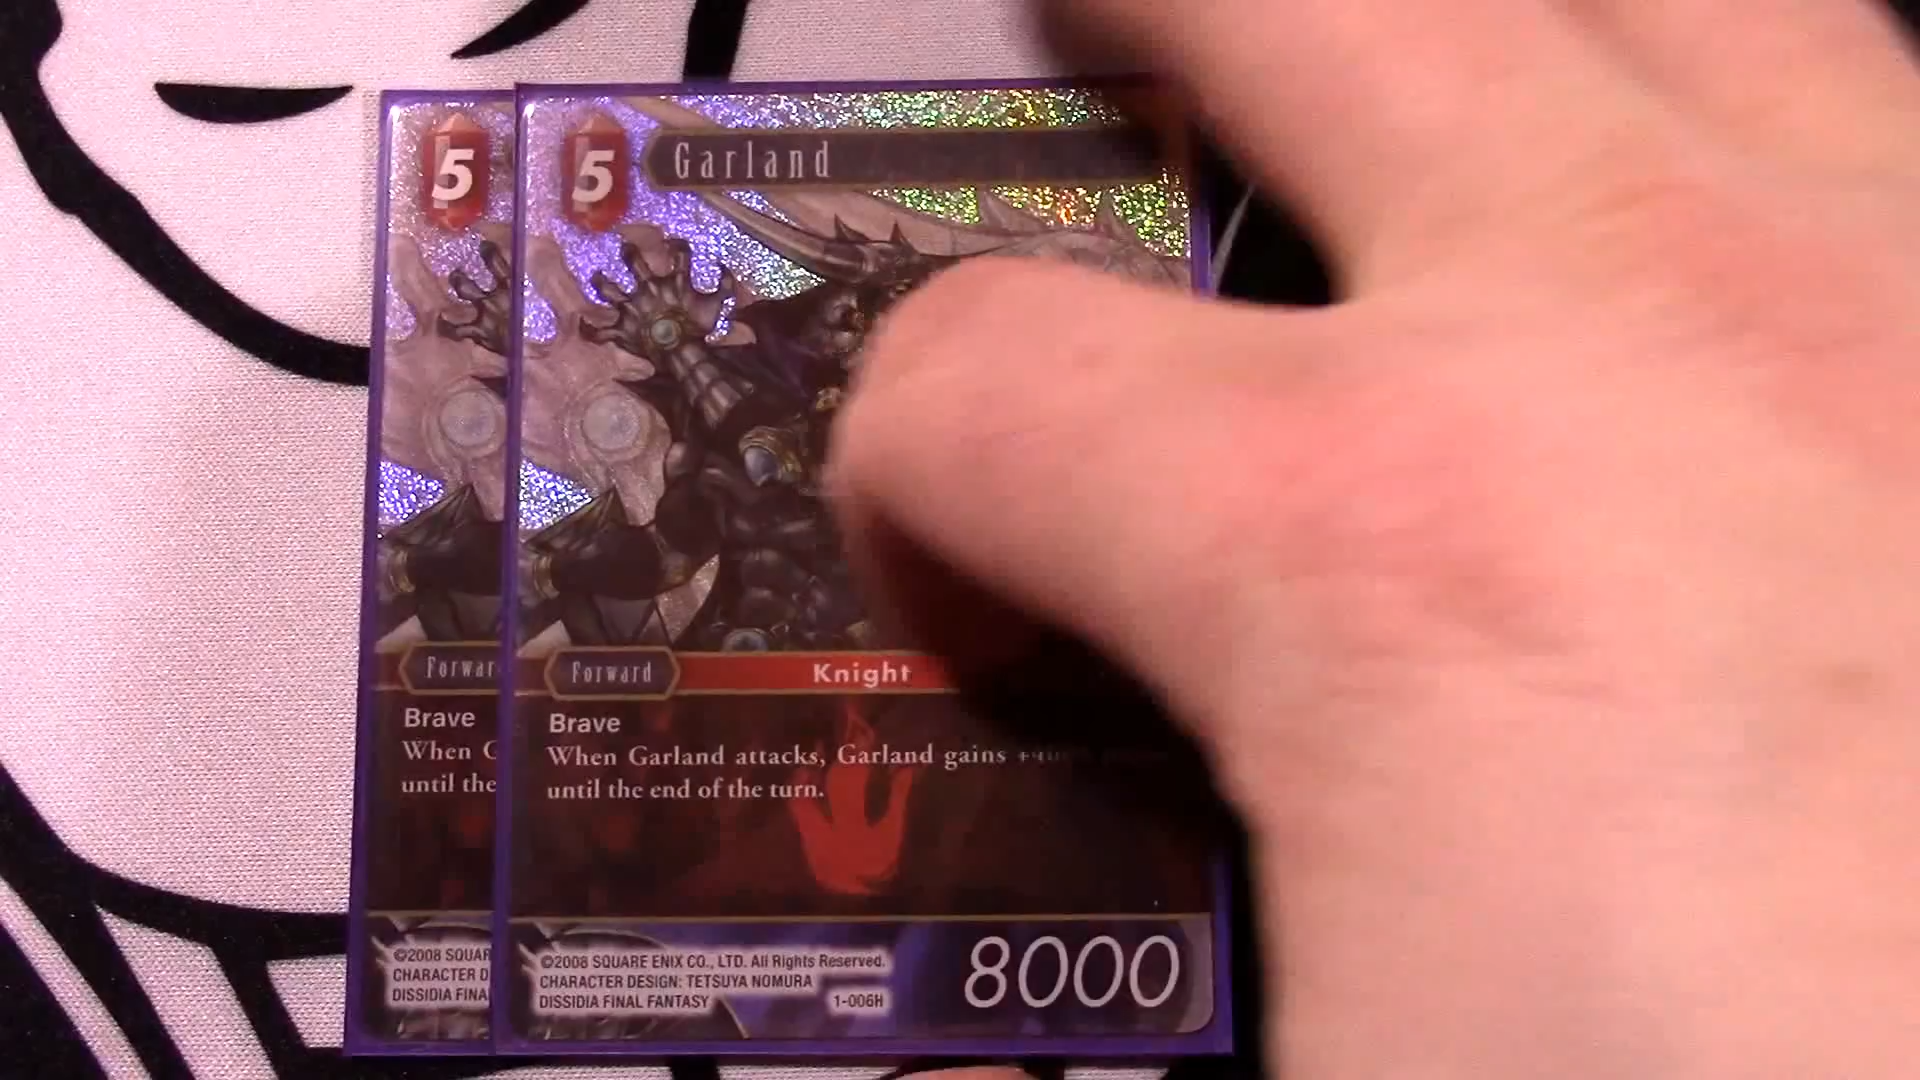 5
Forwar
Brave
When G
until the
©2008 SQUAR
CHARACTER D
DISSIDIA FINA
5
Garland
Forward
Knight
Brave
When Garland attacks, Garland gains
until the end of the turn.
©2008 SQUARE ENIX CO., LTD. All Rights Reserved.
CHARACTER DESIGN: TETSUYA NOMURA
DISSIDIA FINAL FANTASY
1-006H
8000